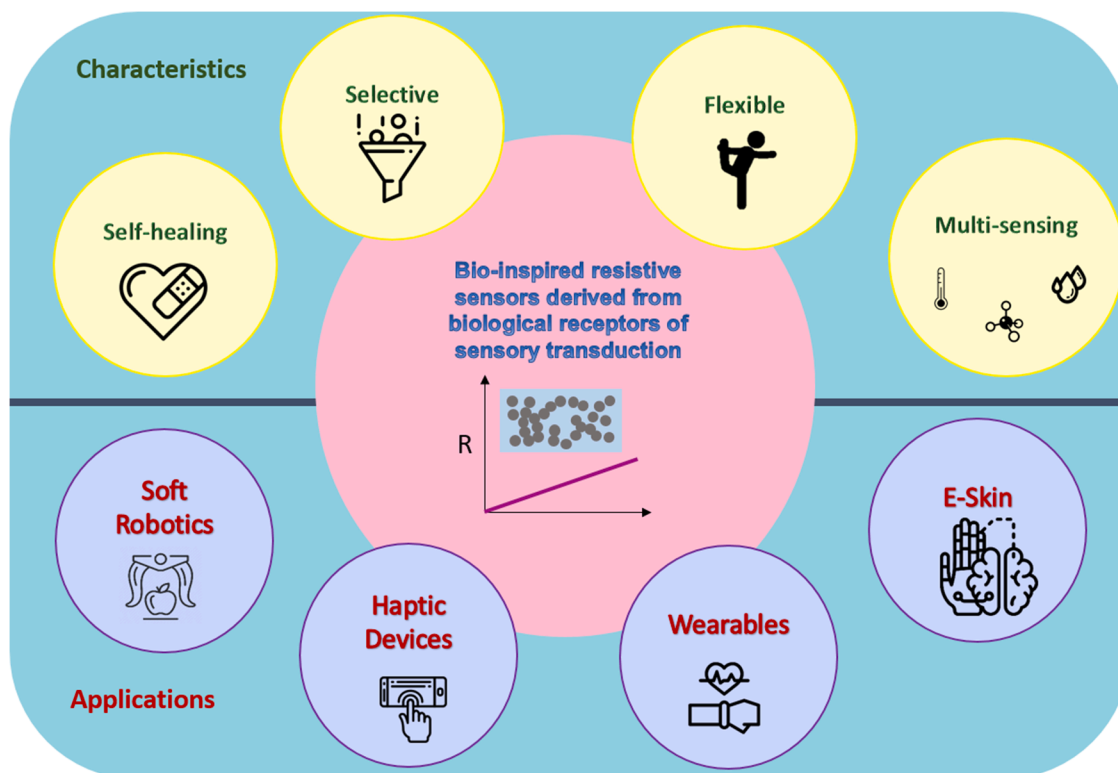 Characteristics
Selective
Flexible
Self-healing
Multi-sensing
Bio-inspired resistive
sensors derived from
biological receptors of
sensory transduction
R
Soft
Robotics
E-Skin
Haptic
Devices
Wearables
Applications